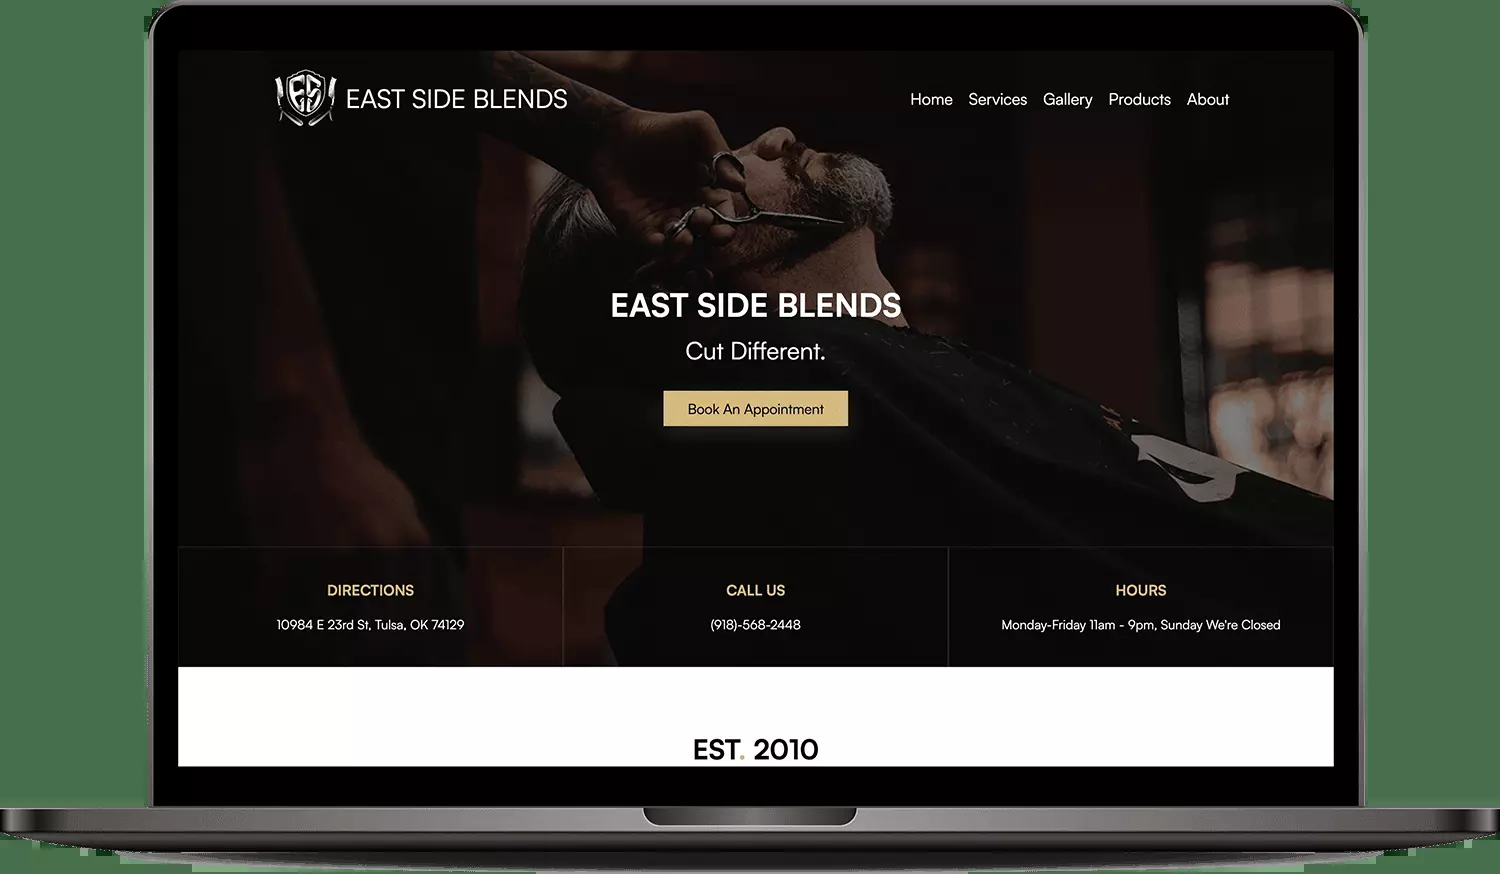 ES
EAST SIDE BLENDS
Home Services Gallery Products About
EAST SIDE BLENDS
Cut Different.
Book An Appointment
DIRECTIONS
10984 E 23rd St, Tulsa, OK 74129
CALL US
(918)-568-2448
HOURS
Monday-Friday 11am - 9pm, Sunday We're Closed
EST. 2010